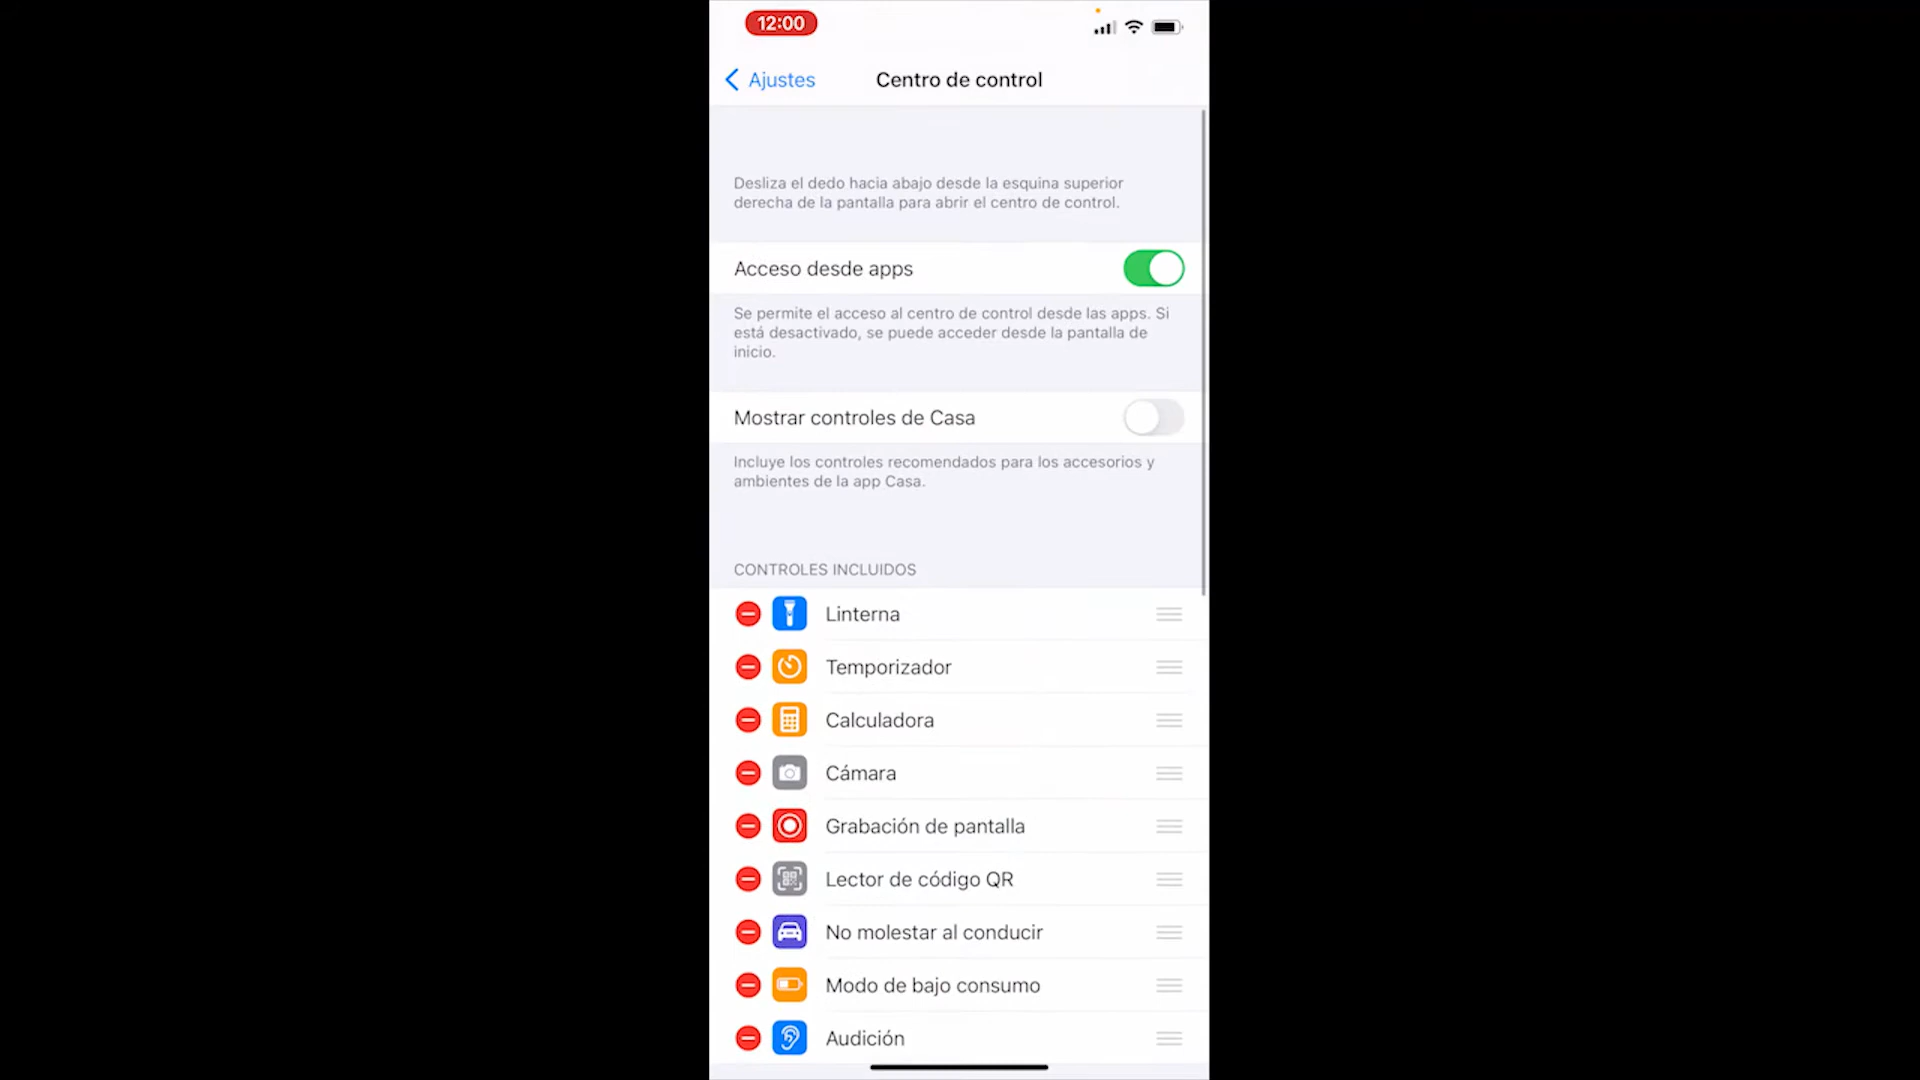 12:00
Ajustes
Centro de control
Desliza el dedo hacia abajo desde la esquina superior
derecha de la pantalla para abrir el centro de control.
Acceso desde apps
Se permite el acceso al centro de control desde las apps. Si
está desactivado, se puede acceder desde la pantalla de
inicio.
Mostrar controles de Casa
Incluye los controles recomendados para los accesorios y
ambientes de la app Casa.
CONTROLES INCLUIDOS
Linterna
Temporizador
Calculadora
Cámara
Grabación de pantalla
Lector de código QR
No molestar al conducir
Modo de bajo consumo
Audición